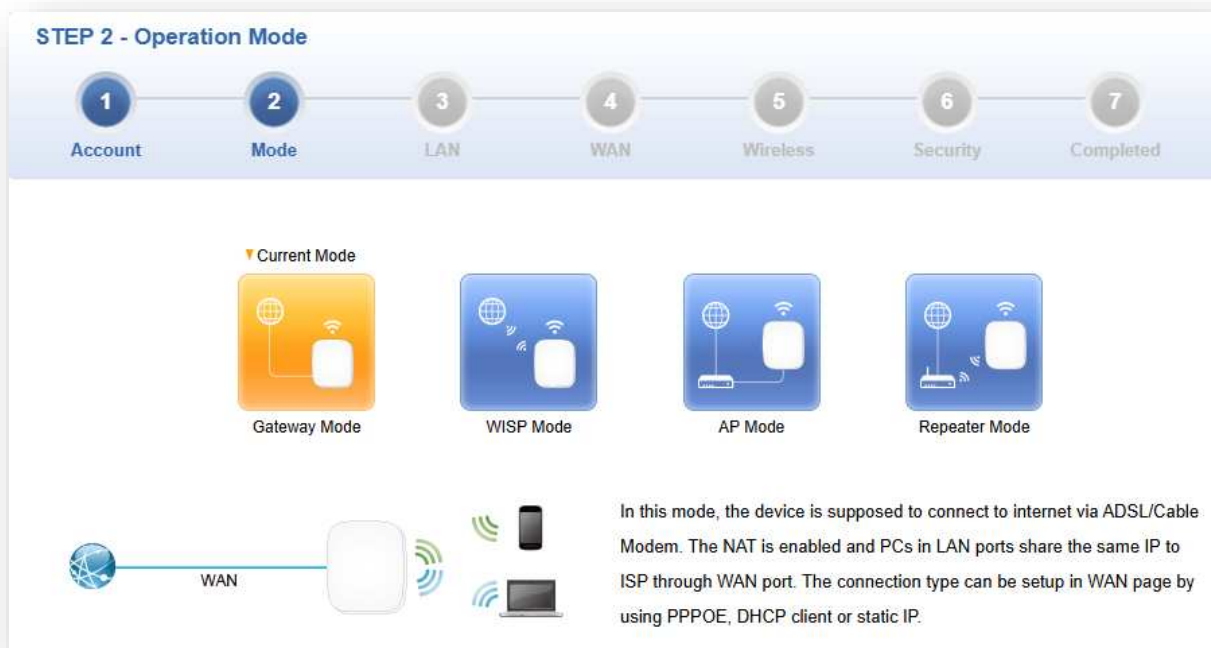 STEP 2 - Operation Mode
1 2 3 4 5 6 7
Account Mode LAN WAN Wireless Security Completed
Current Mode
Gateway Mode WISP Mode AP Mode Repeater Mode
WAN
In this mode, the device is supposed to connect to internet via ADSL/Cable
Modem. The NAT is enabled and PCs in LAN ports share the same IP to
ISP through WAN port. The connection type can be setup in WAN page by
using PPPOE, DHCP client or static IP.